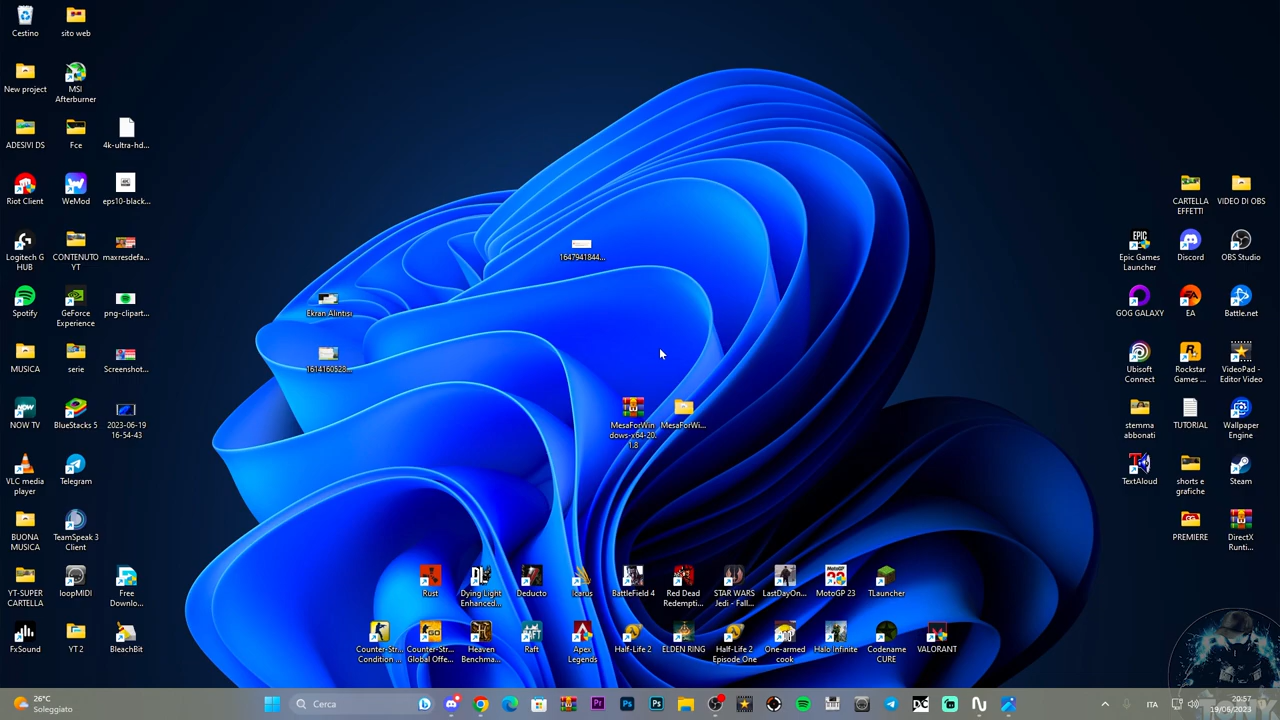 Cestino
sito web
New project
MSI
Afterburner
ADESIVI DS
Fce
4k-ultra-hd...
Riot Client
WeMod
eps10-black...
Logitech G
HUB
CONTENUTO
YT
maxresdefa...
Spotify
GeForce
Experience
png-clipart...
MUSICA
serie
Screenshot...
NOW TV
BlueStacks 5
2023-06-19
16-54-43
VLC media
player
Telegram
BUONA
MUSICA
TeamSpeak 3
Client
YT-SUPER
CARTELLA
loopMIDI
Free
Downlo...
FxSound
YT 2
BleachBit
1647941844...
Ekran Alıntısı
1614160528...
MesaForWin
dows-x64-20.
1.8
MesaForWi...
CARTELLA
EFFETTI
VIDEO DI OBS
Epic Games
Launcher
Discord
OBS Studio
GOG GALAXY
EA
Battle.net
Ubisoft
Connect
Rockstar
Games ...
VideoPad -
Editor Video
stemma
abbonati
TUTORIAL
Wallpaper
Engine
TextAloud
shorts e
grafiche
Steam
PREMIERE
DirectX
Runti...
Rust
Dying Light
Enhanced...
Deducto
Icarus
BattleField 4
Red Dead
Redempti...
STAR WARS
Jedi - Fall...
LastDayOn...
MotoGP 23
TLauncher
Counter-Str...
Condition ...
Counter-Str...
Global Offe...
Heaven
Benchma...
Raft
Apex
Legends
Half-Life 2
ELDEN RING
Half-Life 2
Episode One
One-armed
cook
Halo Infinite
Codename
CURE
VALORANT
26°C
Soleggiato
Cerca
ITA
20:57
19/06/2023